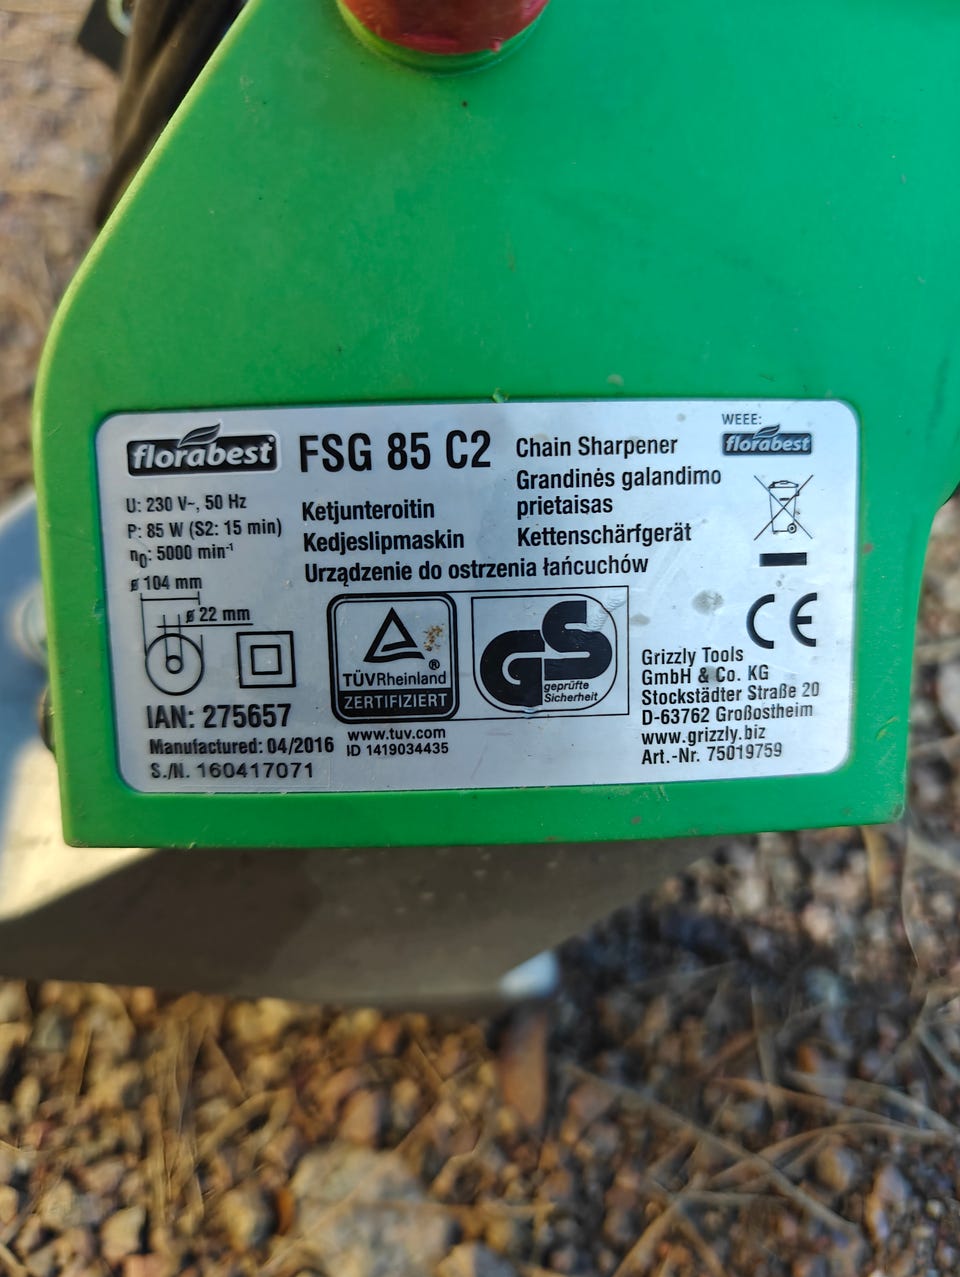 florabest
FSG 85 C2
U: 230 V~, 50 Hz
P: 85 W (S2: 15 min)
n0: 5000 min-1
ø 104 mm
ø 22 mm
Ketjunteroitin
Kedjeslipmaskin
Urządzenie do ostrzenia łańcuchów
Chain Sharpener
Grandinės galandimo
prietaisas
Kettenschärfgerät
WEEE:
florabest
TÜVRheinland®
ZERTIFIZIERT
www.tuv.com
ID 1419034435
GS
geprüfte
Sicherheit
CE
IAN: 275657
Manufactured: 04/2016
S./N. 160417071
Grizzly Tools
GmbH & Co. KG
Stockstädter Straße 20
D-63762 Großostheim
www.grizzly.biz
Art.-Nr. 75019759